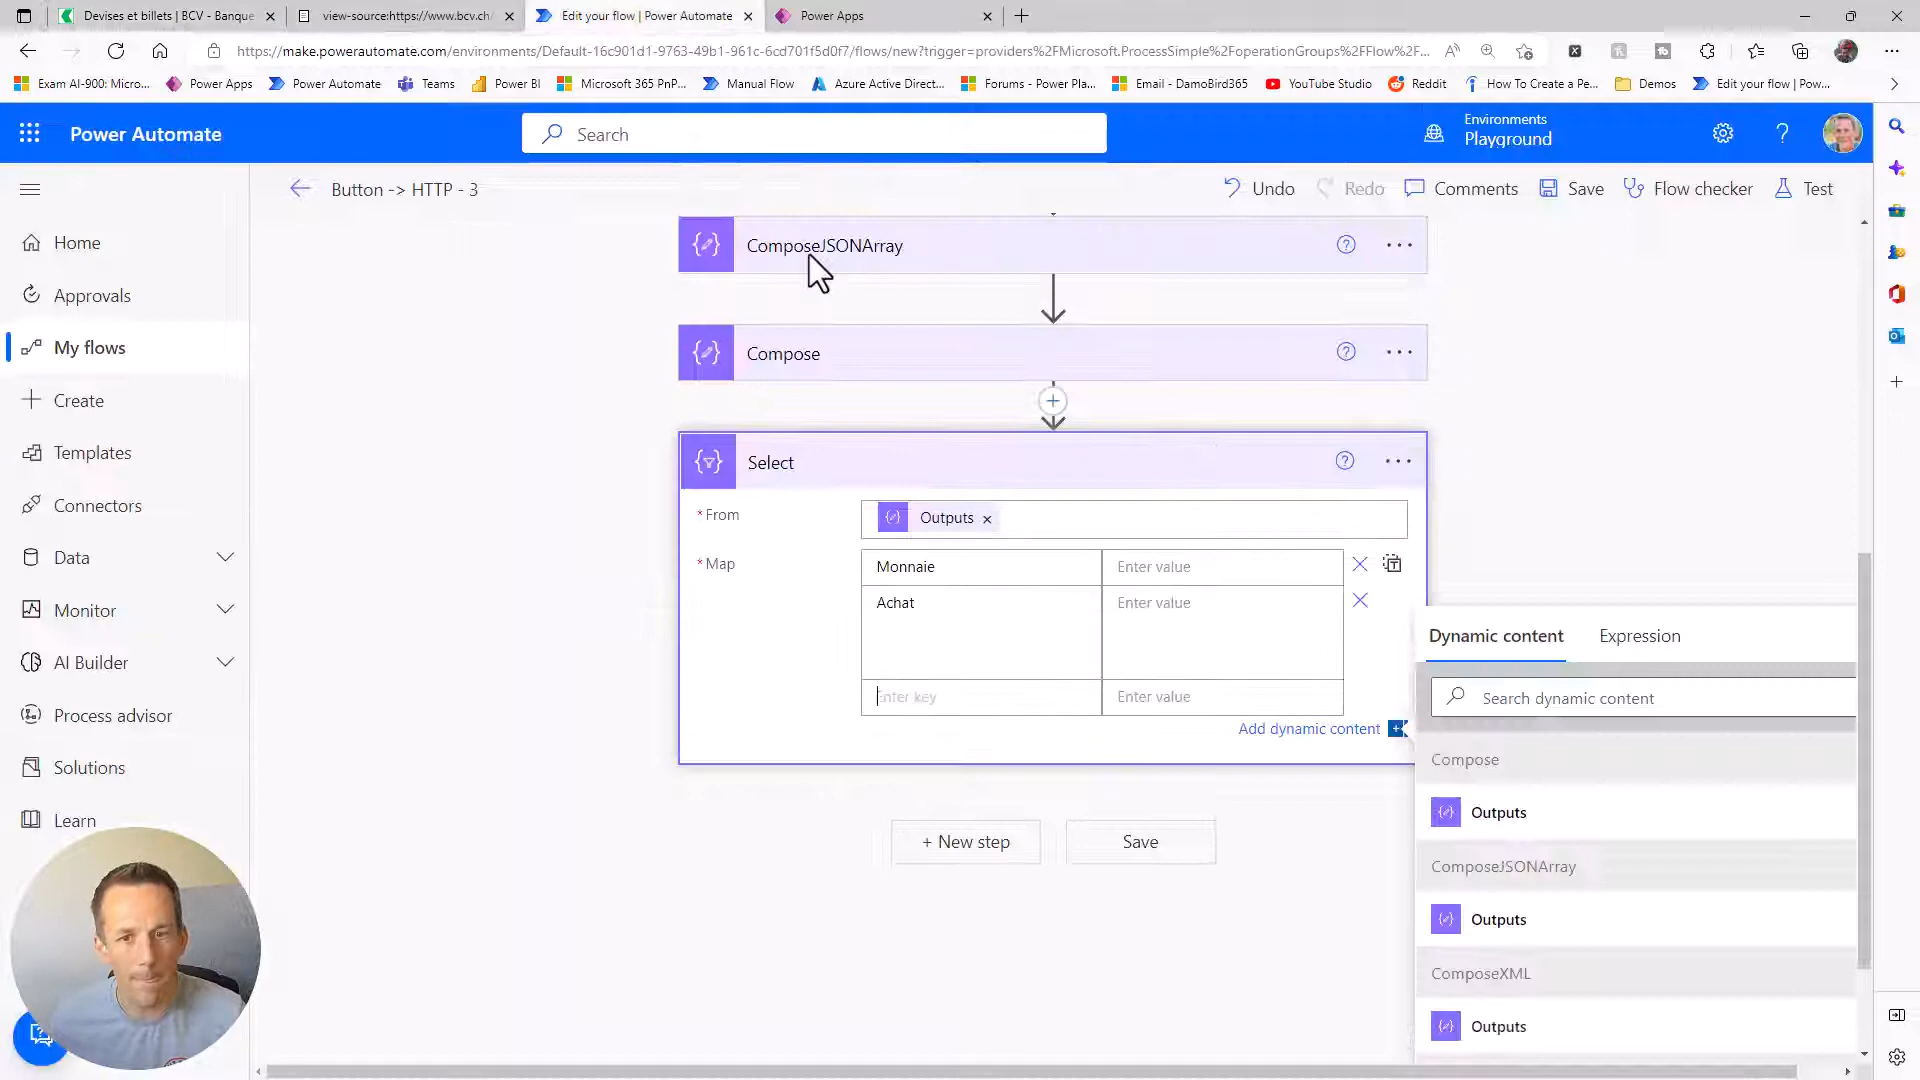 Devises et billets | BCV - Banque
view-source:https://www.bcv.ch/
Edit your flow | Power Automate
Power Apps
https://make.powerautomate.com/environments/Default-16c901d1-9763-49b1-961c-6cd701f5d0f7/flows/new?trigger=providers%2FMicrosoft.ProcessSimple%2FoperationGroups%2FFlow%2F...
Exam AI-900: Micro...
Power Apps
Power Automate
Teams
Power BI
Microsoft 365 PnP...
Manual Flow
Azure Active Direct...
Forums - Power Pla...
Email - DamoBird365
YouTube Studio
Reddit
How To Create a Pe...
Demos
Edit your flow | Pow...
Power Automate
Search
Environments
Playground
Button -> HTTP - 3
Undo
Redo
Comments
Save
Flow checker
Test
Home
Approvals
My flows
Create
Templates
Connectors
Data
Monitor
AI Builder
Process advisor
Solutions
Learn
ComposeJSONArray
Compose
Select
* From
Outputs
* Map
Monnaie
Enter value
Achat
Enter value
Enter key
Enter value
Add dynamic content
+ New step
Save
Dynamic content
Expression
Search dynamic content
Compose
Outputs
ComposeJSONArray
Outputs
ComposeXML
Outputs